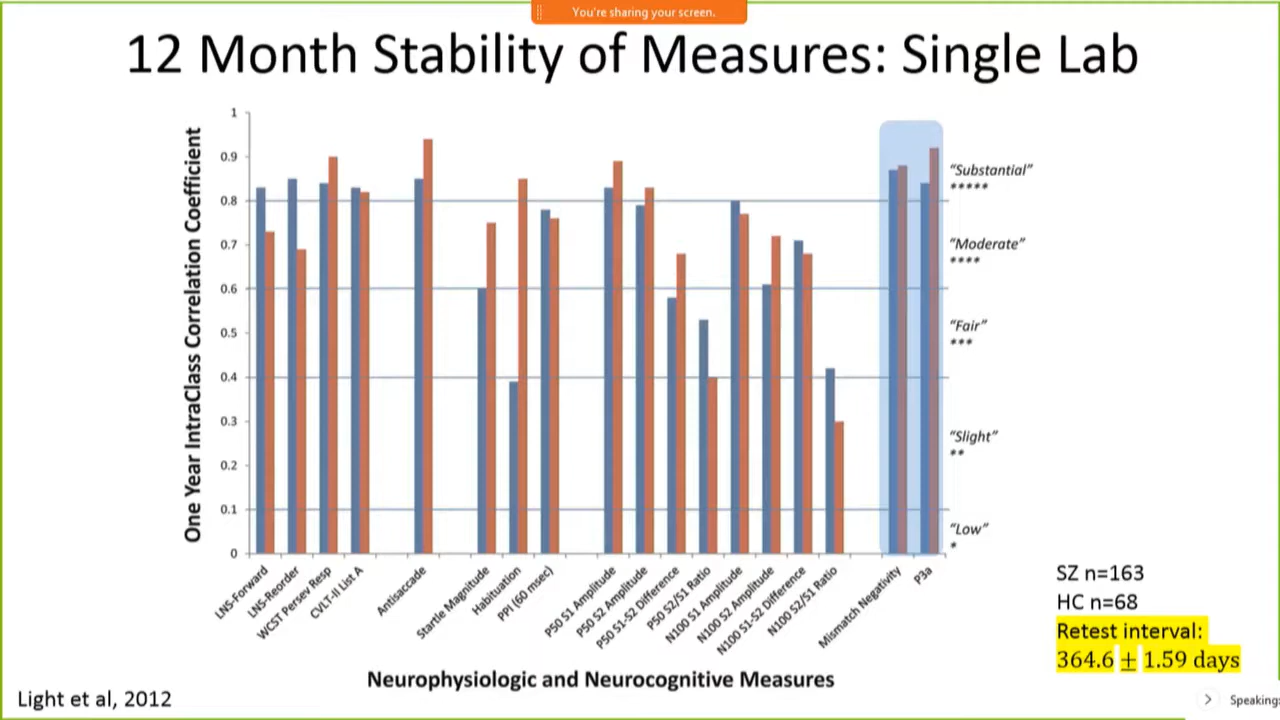 You're sharing your screen.
12 Month Stability of Measures: Single Lab
One Year IntraClass Correlation Coefficient
1
0.9
0.8
0.7
0.6
0.5
0.4
0.3
0.2
0.1
0
"Substantial"
*****
"Moderate"
****
"Fair"
***
"Slight"
**
"Low"
*
LNS-Forward
LNS-Reorder
WCST Persev Resp
CVLT-II List A
Antisaccade
Startle Magnitude
Habituation
PPI (60 msec)
P50 S1 Amplitude
P50 S2 Amplitude
P50 S1-S2 Difference
P50 S2/S1 Ratio
N100 S1 Amplitude
N100 S2 Amplitude
N100 S1-S2 Difference
N100 S2/S1 Ratio
Mismatch Negativity
P3a
Neurophysiologic and Neurocognitive Measures
SZ n=163
HC n=68
Retest interval:
364.6 ± 1.59 days
Light et al, 2012
Speaking: